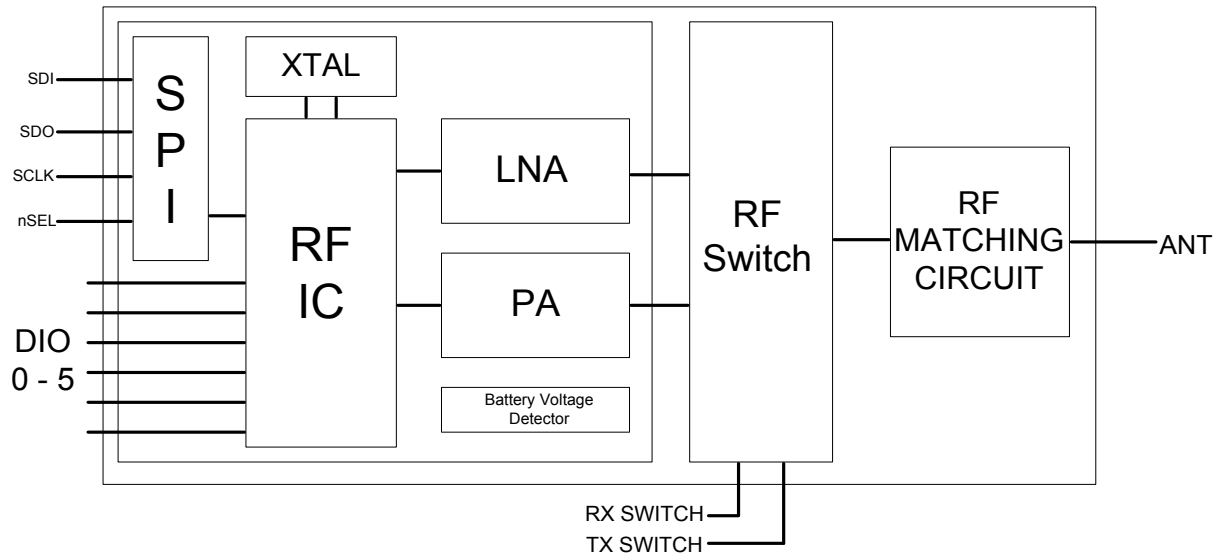 SDI
SDO
SCLK
nSEL
DIO
0 - 5
S
P
I
XTAL
RF
IC
LNA
PA
Battery Voltage
Detector
RF
Switch
RF
MATCHING
CIRCUIT
ANT
RX SWITCH
TX SWITCH